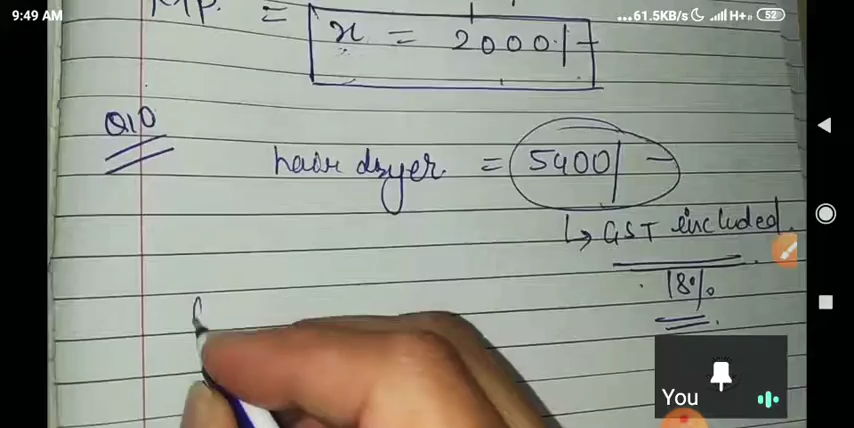 9:49 AM ...61.5KB/s H+ 52
= x = 2000/-
Q10
hair dryer = 5400/-
↳ GST included.
18%
You